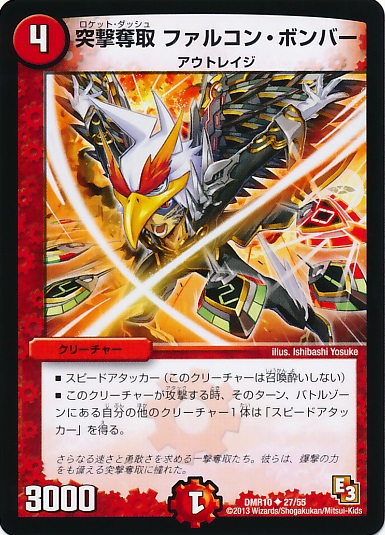 4
ロケット・ダッシュ
突撃奪取 ファルコン・ボンバー
アウトレイジ
クリーチャー
illus. Ishibashi Yosuke
■ スピードアタッカー (このクリーチャーは召喚酔いしない)
■ このクリーチャーが攻撃する時、そのターン、バトルゾー
ンにある自分の他のクリーチャー1体は「スピードアタッ
カー」を得る。
さらなる速さと勇敢さを求める一撃奪取たち。彼らは、爆撃の力
をも備える突撃奪取に憧れた。
3000
1
E3
DMR10 ◆ 27/55
©2013 Wizards/Shogakukan/Mitsui-Kids